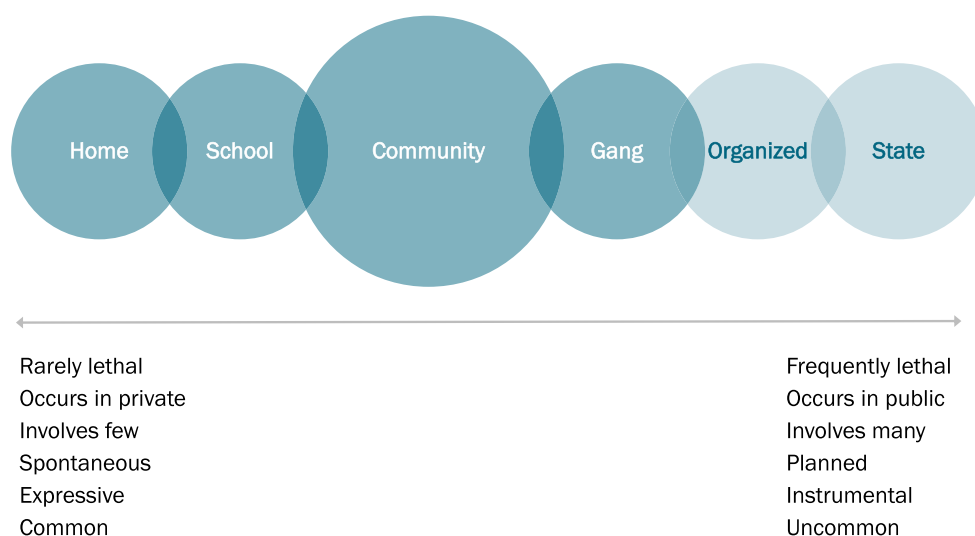 Home School Community Gang Organized State
Rarely lethal
Occurs in private
Involves few
Spontaneous
Expressive
Common
Frequently lethal
Occurs in public
Involves many
Planned
Instrumental
Uncommon